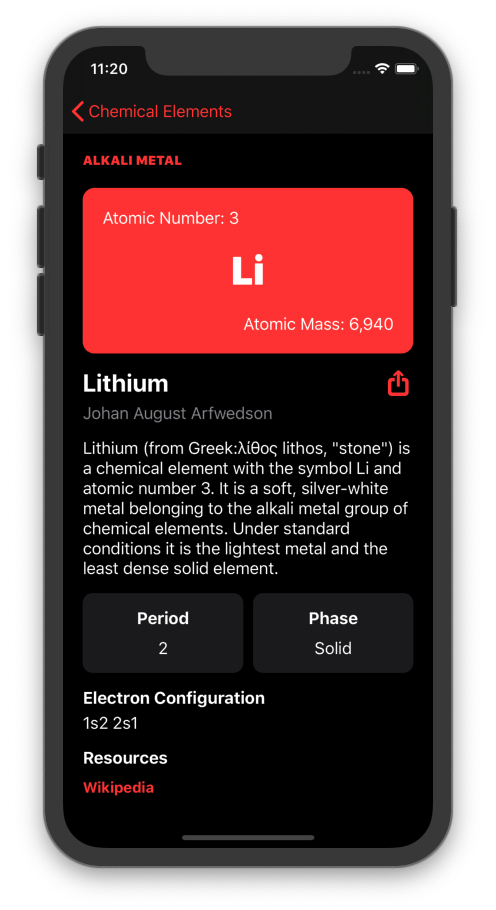 11:20
Chemical Elements
ALKALI METAL
Atomic Number: 3
Li
Atomic Mass: 6,940
Lithium
Johan August Arfwedson
Lithium (from Greek:λίθος lithos, "stone") is
a chemical element with the symbol Li and
atomic number 3. It is a soft, silver-white
metal belonging to the alkali metal group of
chemical elements. Under standard
conditions it is the lightest metal and the
least dense solid element.
Period
Phase
2
Solid
Electron Configuration
1s2 2s1
Resources
Wikipedia